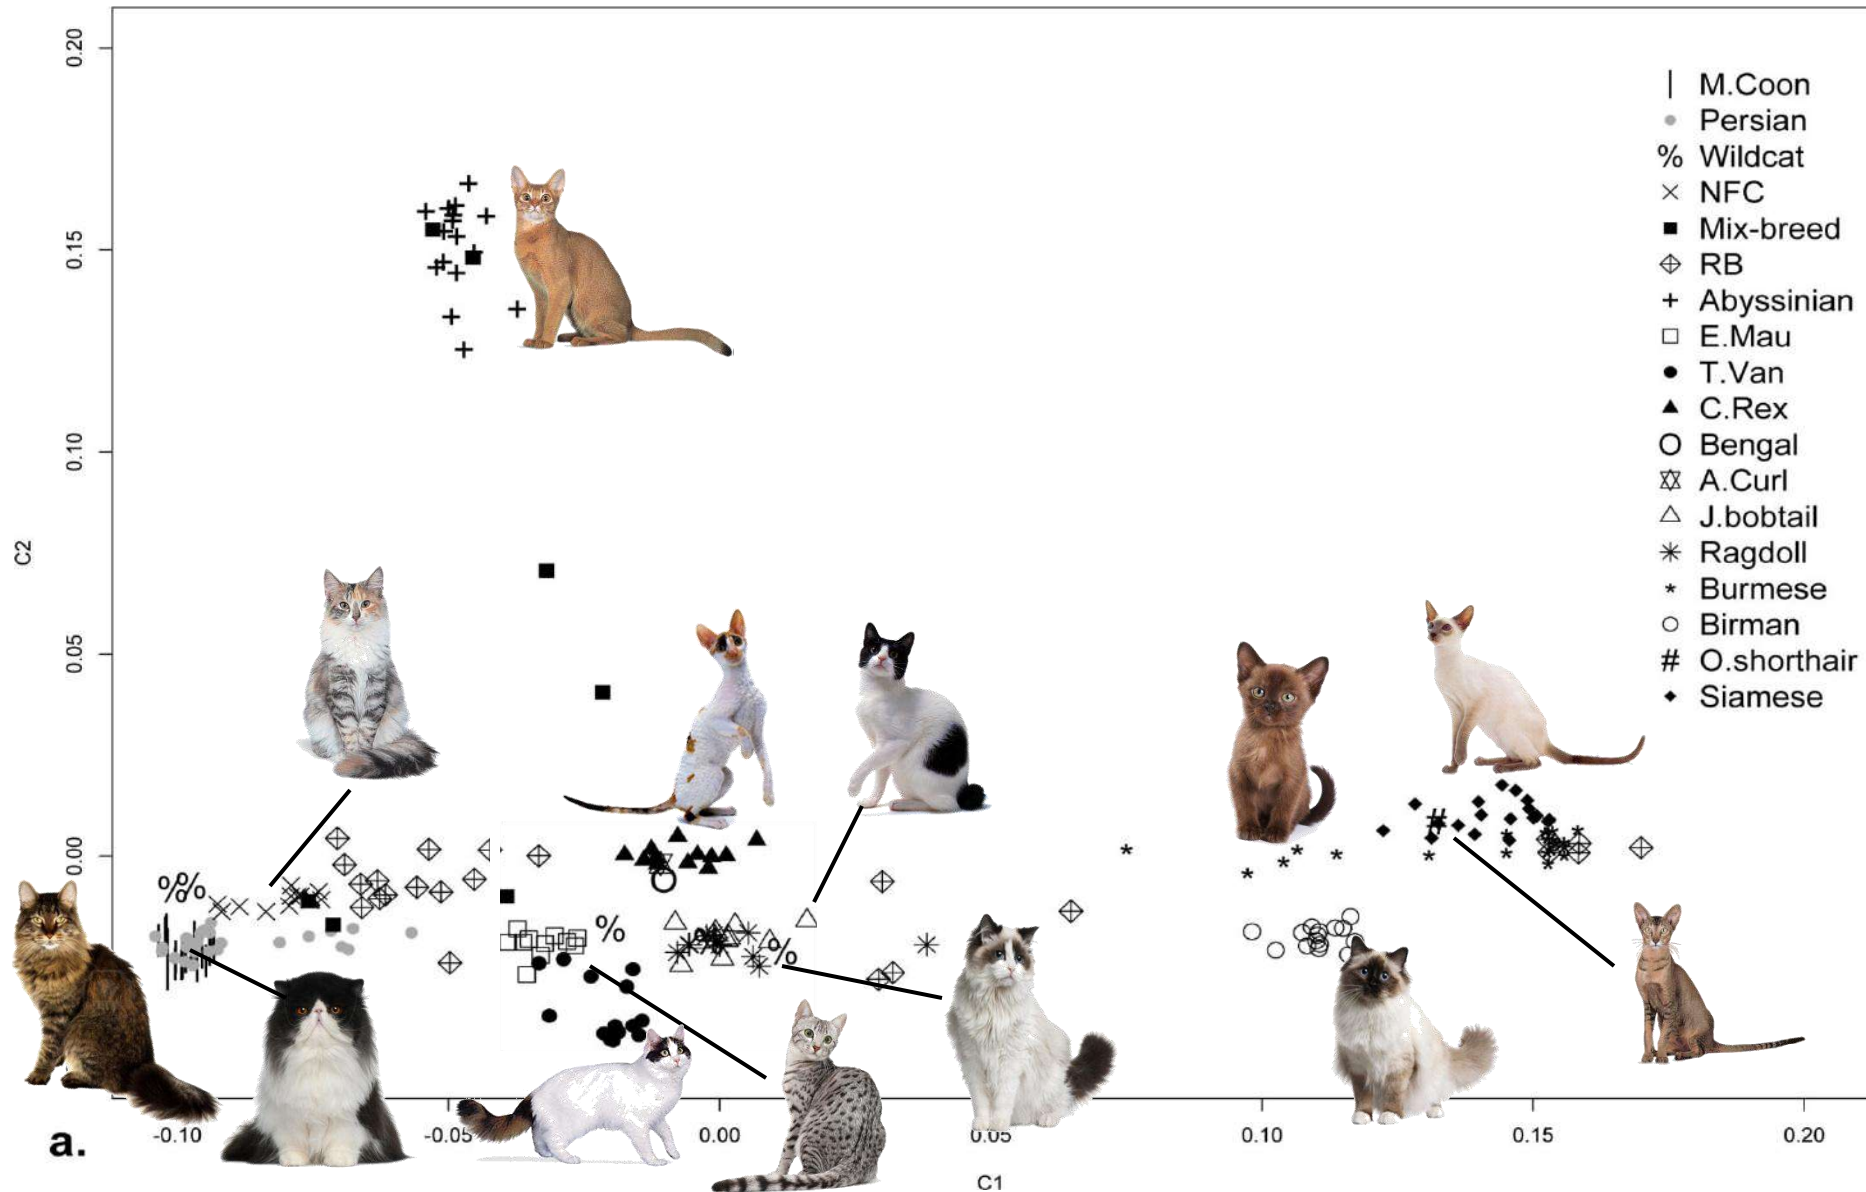 0.20
0.15
0.10
0.05
0.00
C2
| M.Coon
Persian
% Wildcat
NFC
Mix-breed
RB
+ Abyssinian
E.Mau
T.Van
C.Rex
Bengal
A.Curl
J.bobtail
Ragdoll
* Burmese
Birman
# O.shorthair
Siamese
%%
%
%
#
a.
-0.10
-0.05
0.00
0.05
0.10
0.15
0.20
C1